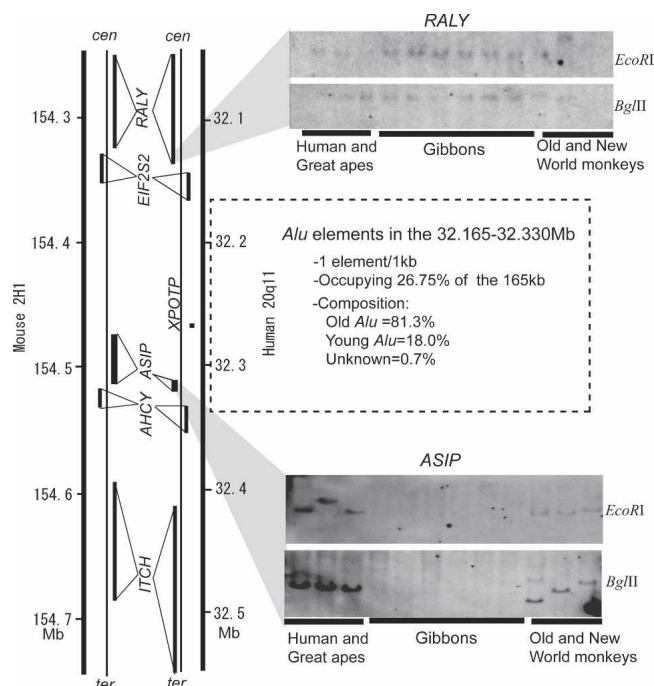 cen
cen
RALY
EcoRI
BglII
Human and
Great apes
Gibbons
Old and New
World monkeys
154.3
154.4
154.5
154.6
154.7
Mb
Mouse 2H1
RALY
EIF2S2
XPOTP
ASIP
AHCY
ITCH
32.1
32.2
32.3
32.4
32.5
Mb
Human 20q11
Alu elements in the 32.165-32.330Mb
-1 element/1kb
-Occupying 26.75% of the 165kb
-Composition:
Old Alu =81.3%
Young Alu=18.0%
Unknown=0.7%
ASIP
EcoRI
BglII
Human and
Great apes
Gibbons
Old and New
World monkeys
ter
ter